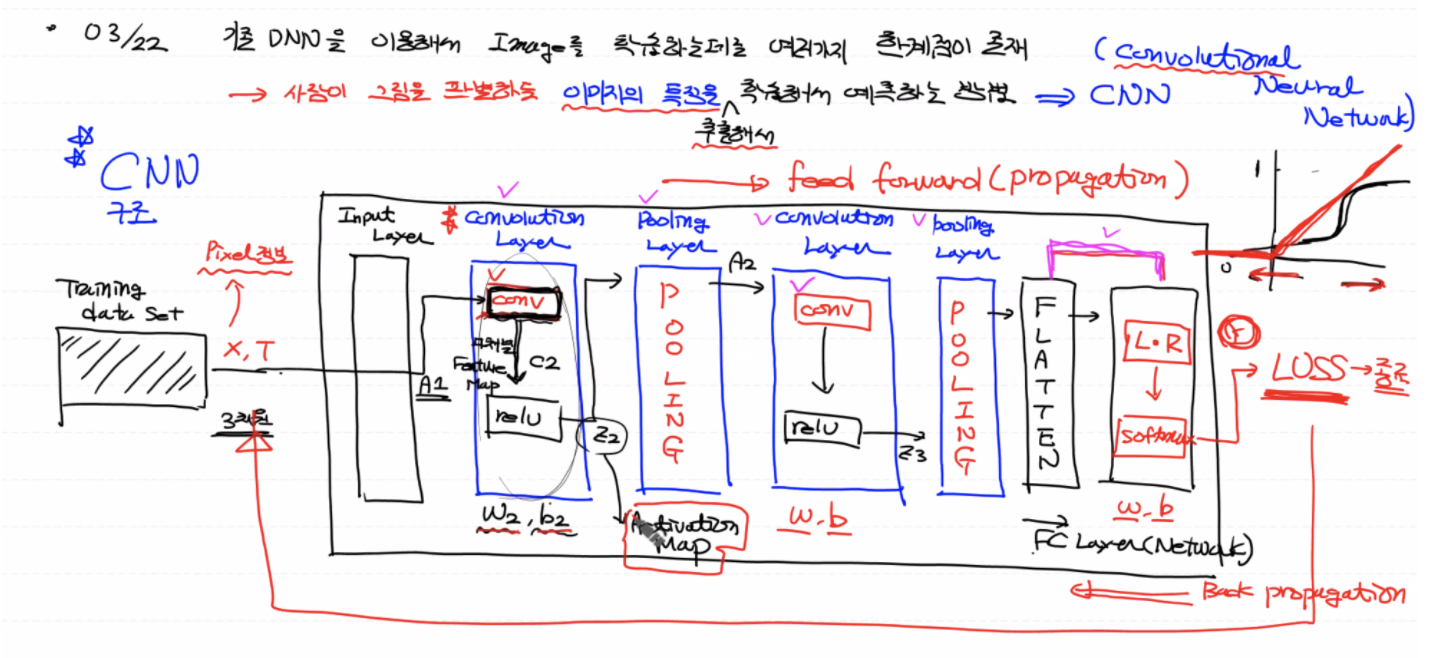 • 03/22 기존 DNN을 이용해서 Image를 학습하는데는 여러가지 한계점이 존재
(Convolutional
Neural
Network)
→ 사람이 그림을 판별하듯 이미지의 특징을 학습해서 예측하는 방법 ⇒ CNN
추출해서
CNN
구조
→ feed forward (propagation)
1
0
Input
Layer
Convolution
Layer
Pooling
Layer
Convolution
Layer
pooling
Layer
Pixel정보
Training
data set
X, T
3차원
A1
conv
Feature
Map
C2
relu
Z2
POOLING
A2
conv
relu
Z3
POOLING
FLATTEN
L·R
softmax
LOSS → 종료
W2, b2
Activation
Map
W, b
W, b
FC Layer(Network)
Back propagation